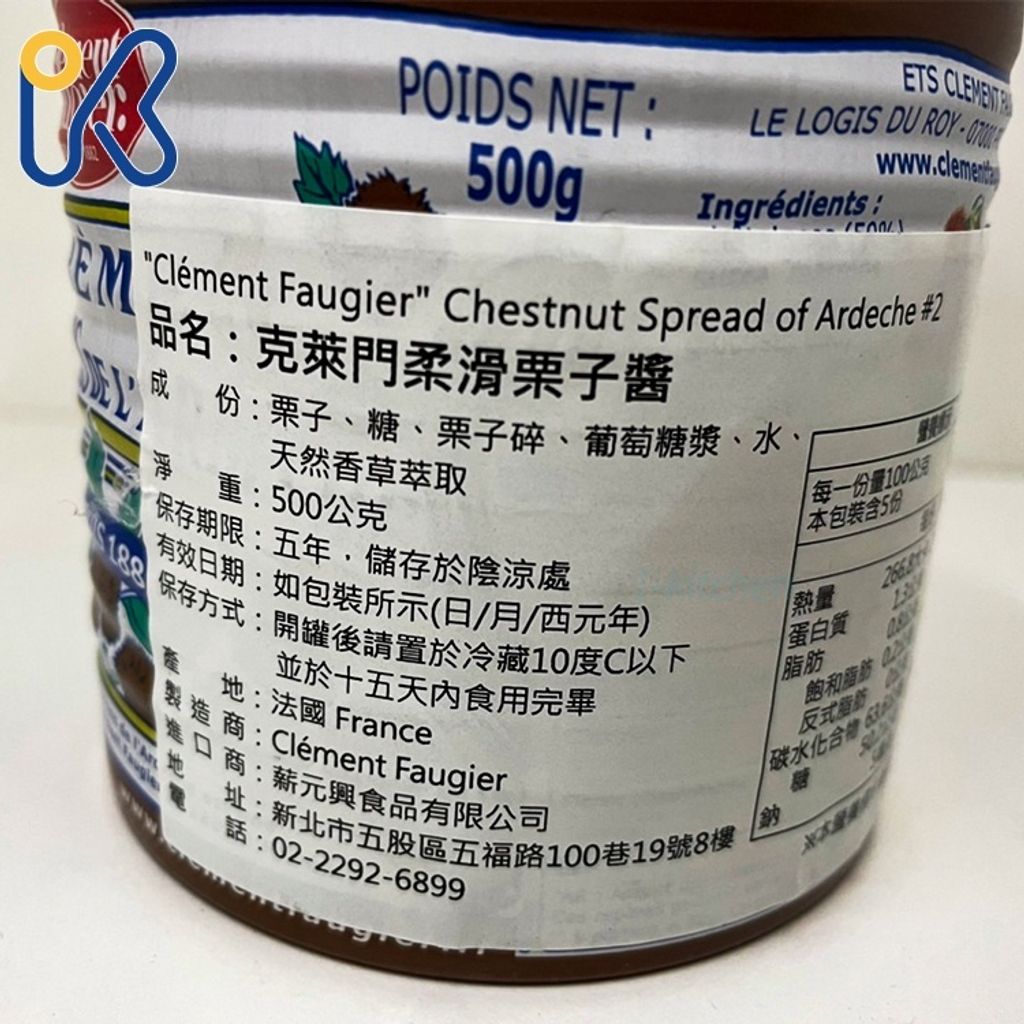 POIDS NET :
500g
ETS CLEMENT
LE LOGIS DU ROY -
Ingrédients :
"Clément Faugier" Chestnut Spread of Ardeche #2
品名：克萊門柔滑栗子醬
成份：栗子、糖、栗子碎、葡萄糖漿、水、
天然香草萃取
淨重：500公克
保存期限：五年，儲存於陰涼處
有效日期：如包裝所示(日/月/西元年)
保存方式：開罐後請置於冷藏10度C以下
並於十五天內食用完畢
產地：法國 France
製造商：Clément Faugier
進口商：薪元興食品有限公司
地址：新北市五股區五福路100巷19號8樓
電話：02-2292-6899
每一份量100公克
本包裝含5份
熱量
蛋白質
脂肪
飽和脂肪
反式脂肪
碳水化合物
糖
鈉